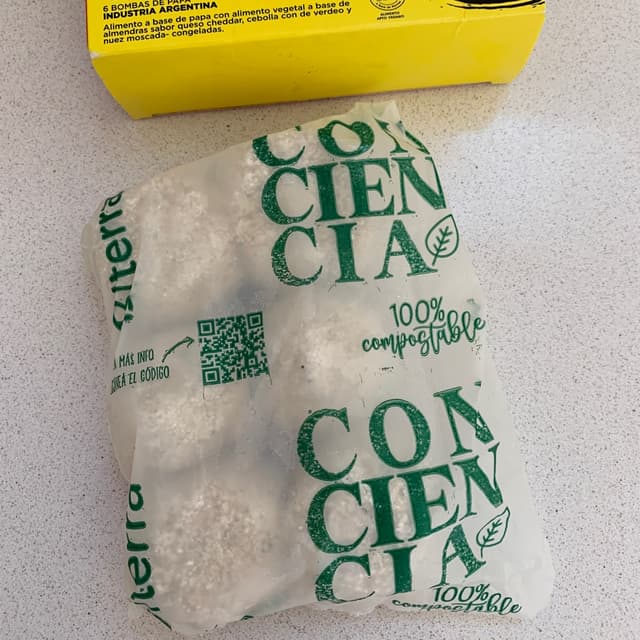 6 BOMBAS DE PAPA
INDUSTRIA ARGENTINA
Alimento a base de papa con alimento vegetal a base de
almendras sabor queso cheddar, cebolla con de verdeo y
nuez moscada- congeladas.
ALIMENTO
CON
CIEN
CIA
100%
compostable
MÁS INFO
EL CÓDIGO
CON
CIEN
CIA
100%
compostable